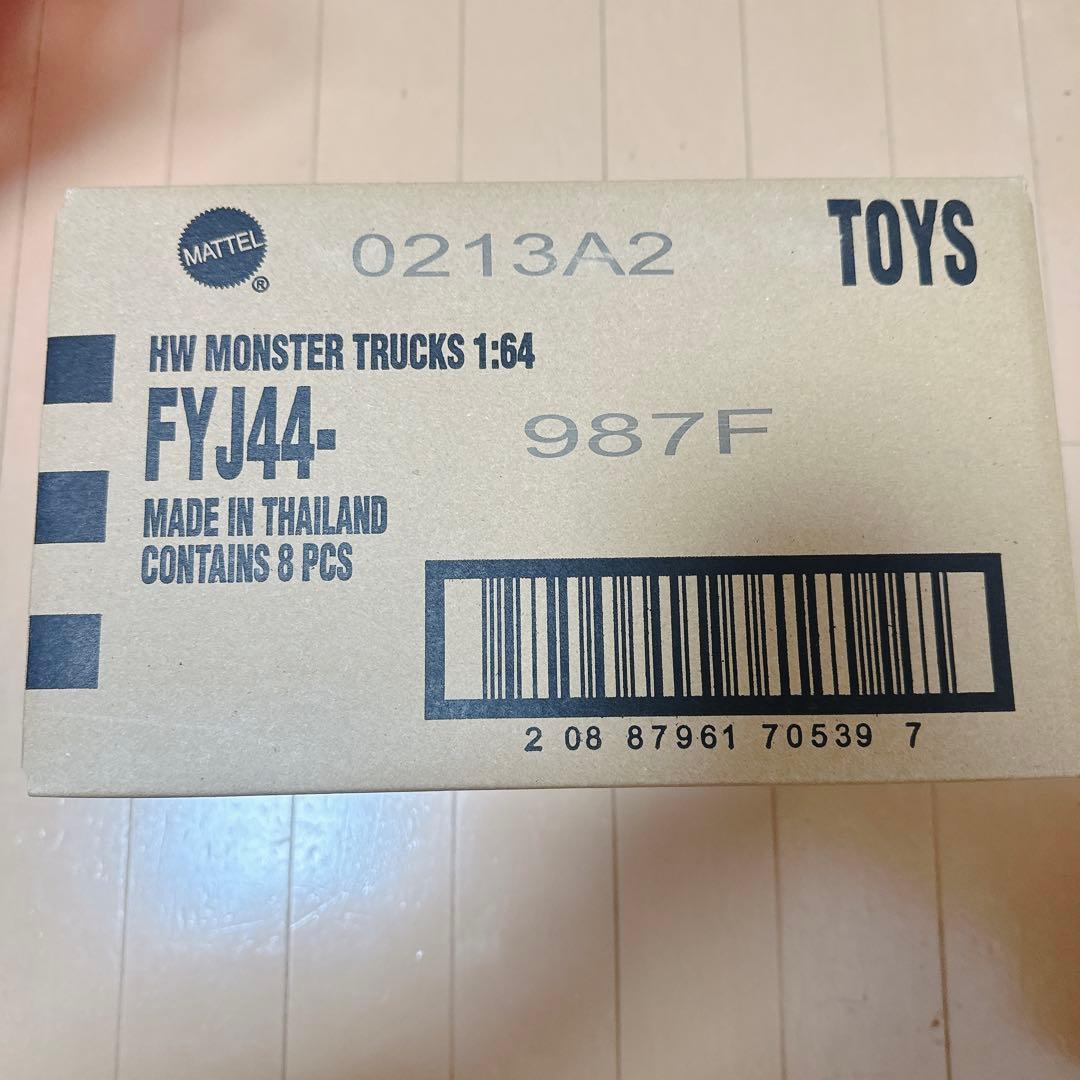 MATTEL
®
0213A2
TOYS
HW MONSTER TRUCKS 1:64
FYJ44-
987F
MADE IN THAILAND
CONTAINS 8 PCS
2 08 87961 70539 7